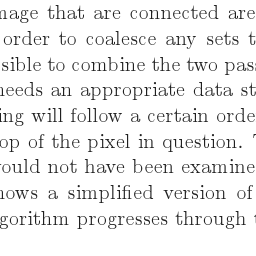 mage that are connected are
order to coalesce any sets t
sible to combine the two pas
needs an appropriate data st
ing will follow a certain orde
op of the pixel in question. T
would not have been examine
hows a simplified version of
gorithm progresses through t